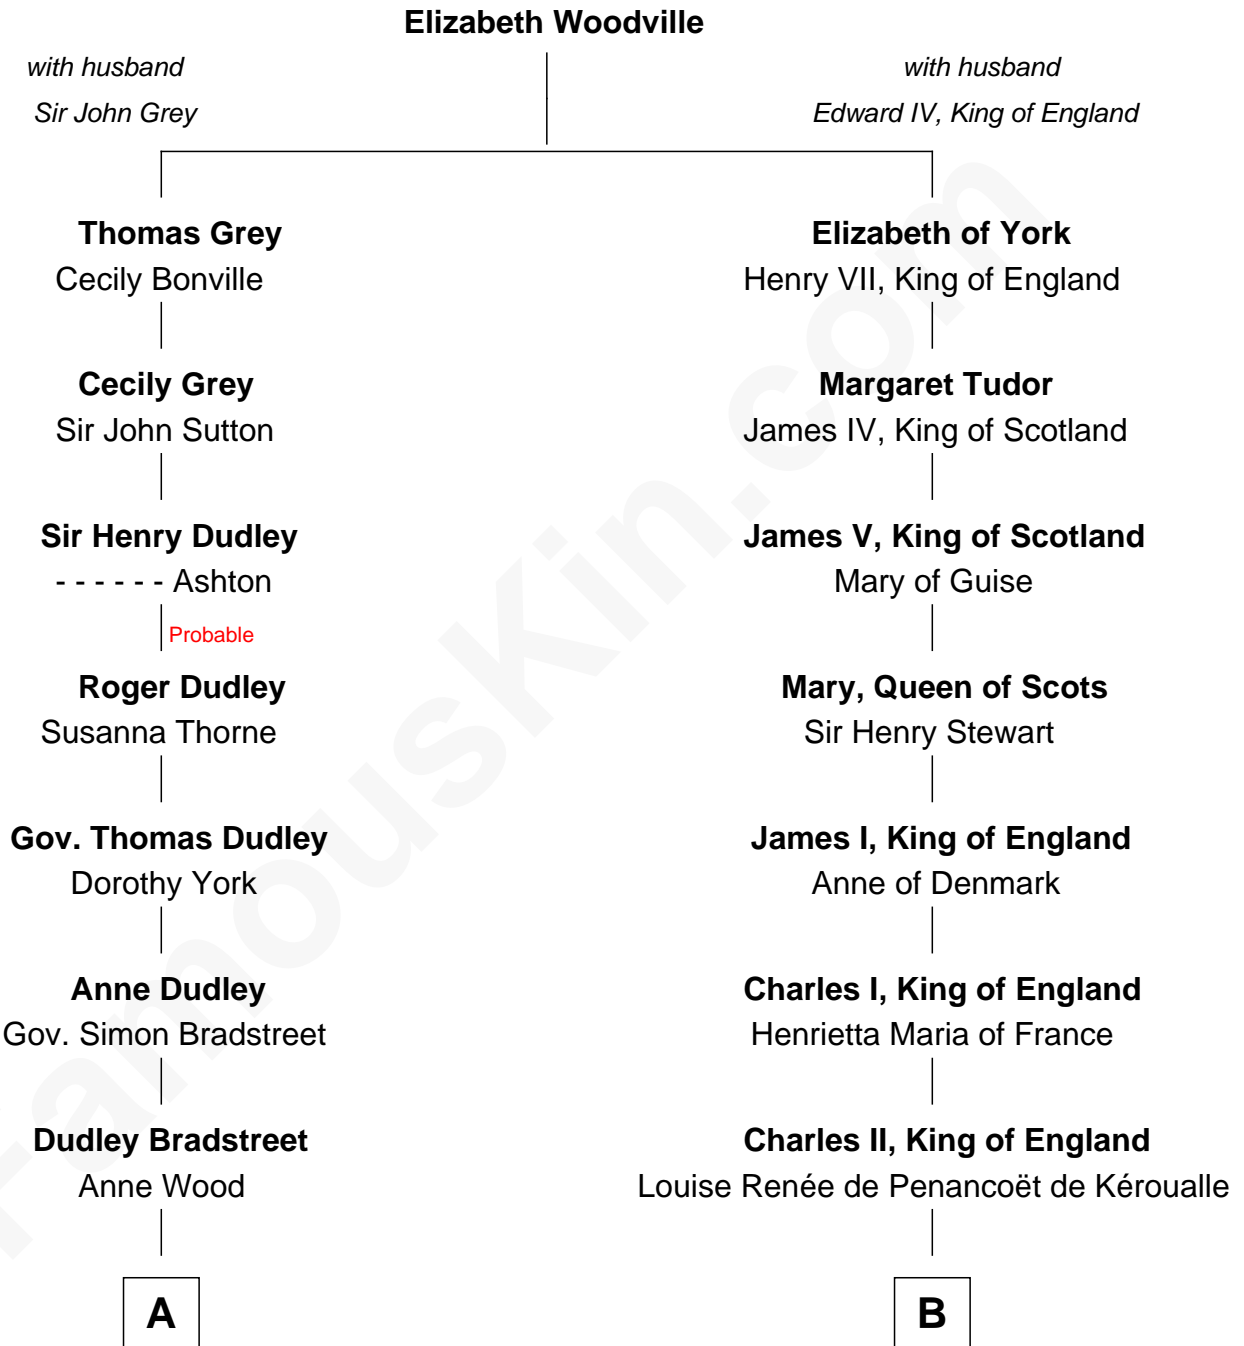 Elizabeth Woodville
with husband
Sir John Grey
with husband
Edward IV, King of England
Thomas Grey
Cecily Bonville
Elizabeth of York
Henry VII, King of England
Cecily Grey
Sir John Sutton
Margaret Tudor
James IV, King of Scotland
Sir Henry Dudley
- - - - - - Ashton
Probable
James V, King of Scotland
Mary of Guise
Roger Dudley
Susanna Thorne
Mary, Queen of Scots
Sir Henry Stewart
Gov. Thomas Dudley
Dorothy York
James I, King of England
Anne of Denmark
Anne Dudley
Gov. Simon Bradstreet
Charles I, King of England
Henrietta Maria of France
Dudley Bradstreet
Anne Wood
Charles II, King of England
Louise Renée de Penancoët de Kéroualle
A
B
FamousKin.com